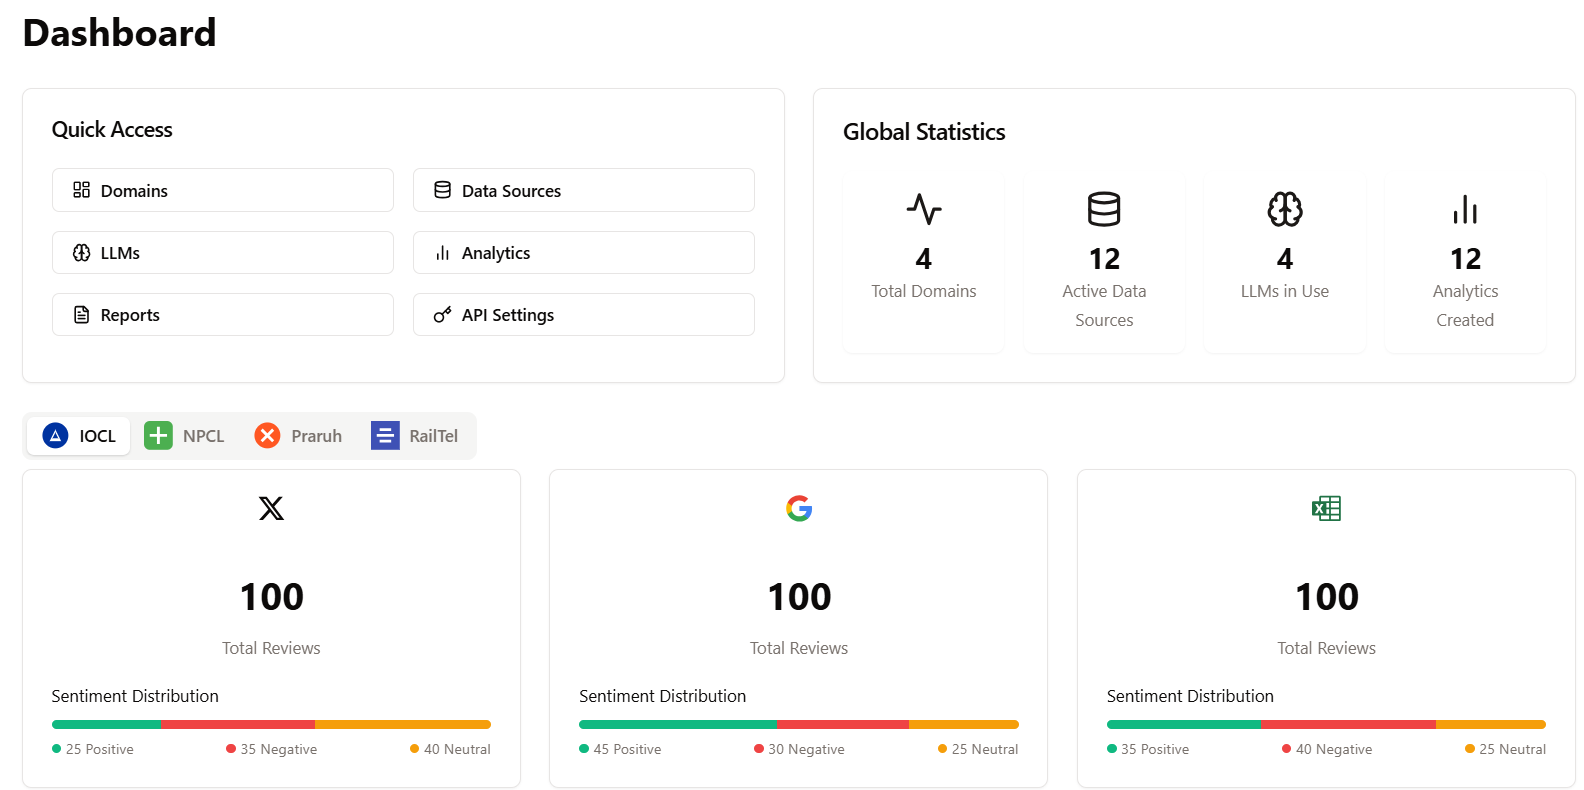 Dashboard
Quick Access
Domains
Data Sources
LLMs
Analytics
Reports
API Settings
Global Statistics
4
Total Domains
12
Active Data
Sources
4
LLMs in Use
12
Analytics
Created
IOCL
NPCL
Praruh
RailTel
100
Total Reviews
Sentiment Distribution
25 Positive
35 Negative
40 Neutral
100
Total Reviews
Sentiment Distribution
45 Positive
30 Negative
25 Neutral
100
Total Reviews
Sentiment Distribution
35 Positive
40 Negative
25 Neutral